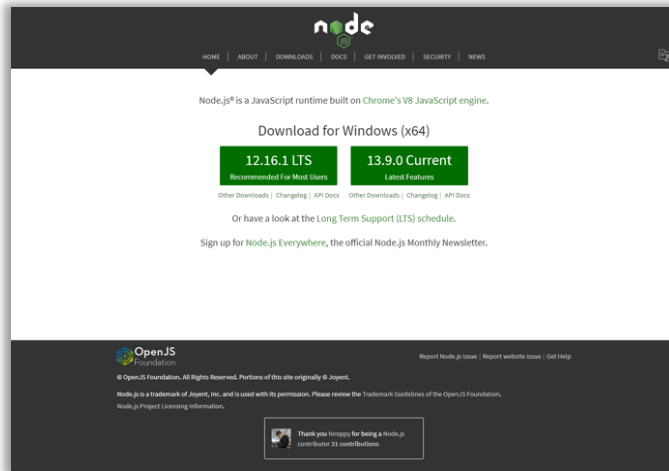 node
JS
HOME | ABOUT | DOWNLOADS | DOCS | GET INVOLVED | SECURITY | NEWS
Node.js® is a JavaScript runtime built on Chrome's V8 JavaScript engine.
Download for Windows (x64)
12.16.1 LTS
Recommended For Most Users
13.9.0 Current
Latest Features
Other Downloads | Changelog | API Docs
Other Downloads | Changelog | API Docs
Or have a look at the Long Term Support (LTS) schedule.
Sign up for Node.js Everywhere, the official Node.js Monthly Newsletter.
OpenJS
Foundation
Report Node.js issue | Report website issue | Get Help
© OpenJS Foundation. All Rights Reserved. Portions of this site originally © Joyent.
Node.js is a trademark of Joyent, Inc. and is used with its permission. Please review the Trademark Guidelines of the OpenJS Foundation.
Node.js Project Licensing Information.
Thank you hiroppy for being a Node.js
contributor 31 contributions